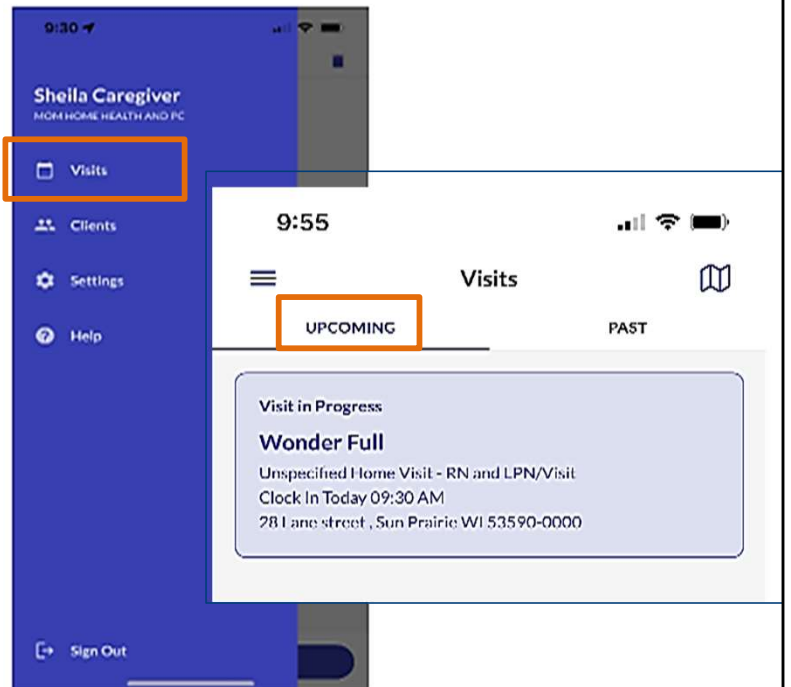 9:30
Sheila Caregiver
MOM HOME HEALTH AND PC
Visits
Clients
Settings
Help
Sign Out
9:55
Visits
UPCOMING
PAST
Visit in Progress
Wonder Full
Unspecified Home Visit - RN and LPN/Visit
Clock In Today 09:30 AM
28 Lane street , Sun Prairie WI 53590-0000